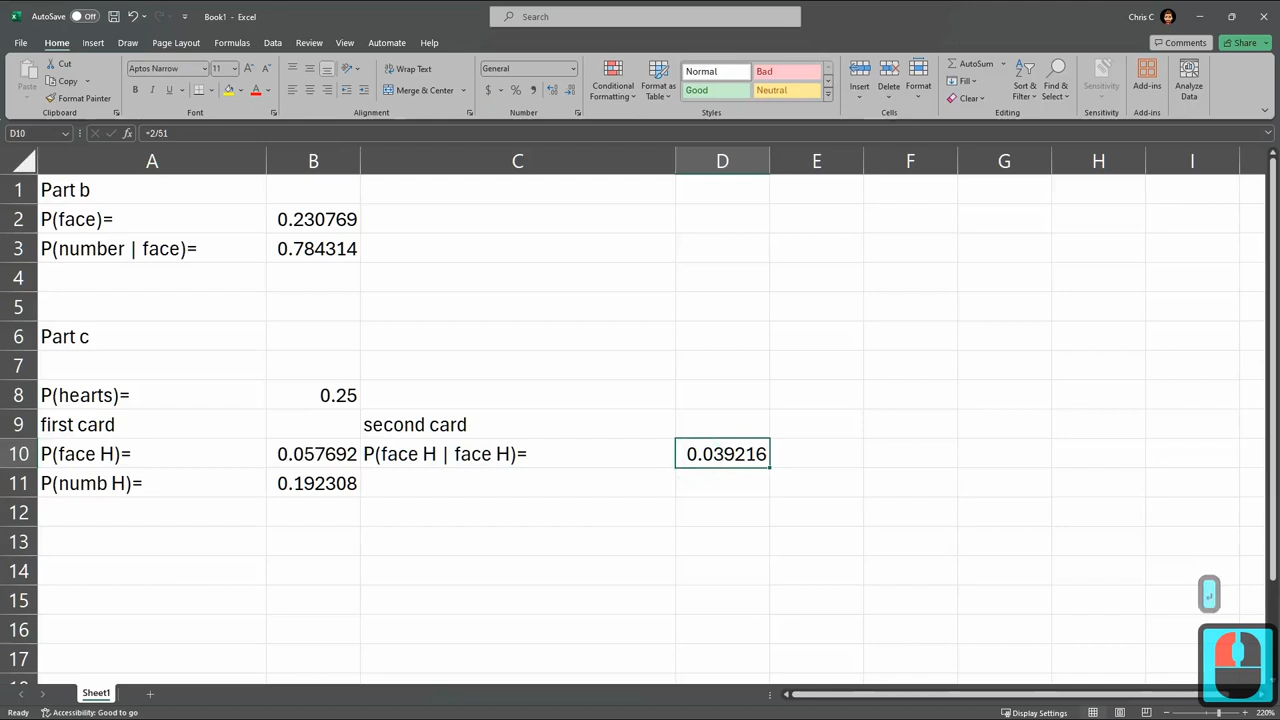 AutoSave Off Book1 - Excel Search Chris C
File Home Insert Draw Page Layout Formulas Data Review View Automate Help Comments Share
Paste Cut Copy Format Painter Clipboard
Aptos Narrow 11 A A B I U A Font
Wrap Text Merge & Center Alignment
General $ % , Number
Conditional Formatting Format as Table Normal Bad Good Neutral Styles
Insert Delete Format Cells
AutoSum Fill Clear Sort & Filter Find & Select Editing
Sensitivity Sensitivity Add-ins Add-ins Analyze Data
D10 fx =2/51
A B C D E F G H I
1 Part b
2 P(face)= 0.230769
3 P(number | face)= 0.784314
4
5
6 Part c
7
8 P(hearts)= 0.25
9 first card second card
10 P(face H)= 0.057692 P(face H | face H)= 0.039216
11 P(numb H)= 0.192308
12
13
14
15
16
17
Sheet1
Ready Accessibility: Good to go Display Settings 220%